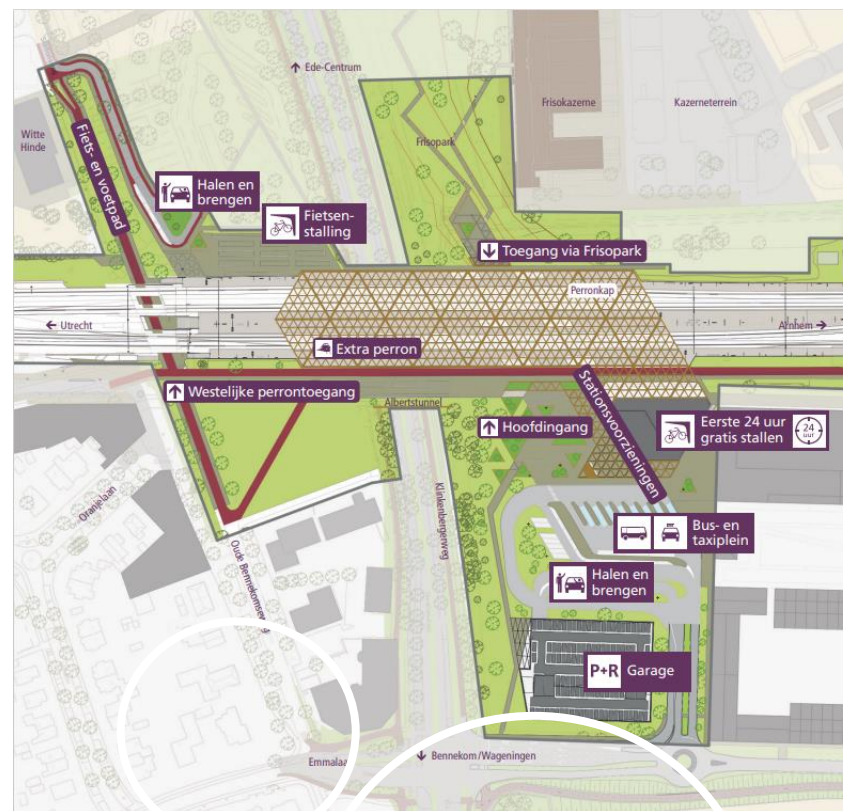 Ede-Centrum
Witte
Hinde
Fiets- en voetpad
Halen en
brengen
Fietsen-
stalling
Frisopark
Frisokazerne
Kazerneterrein
Toegang via Frisopark
Perronkap
Utrecht
Arnhem
Extra perron
Westelijke perrontoegang
Albertstunnel
Hoofdingang
Stationsvoorzieningen
Eerste 24 uur
gratis stallen
24
uur
Oranjelaan
Klinkenbergerweg
Oude Bennekomseweg
Bus- en
taxiplein
Halen en
brengen
P+R Garage
Emmalaa
Bennekom/Wageningen